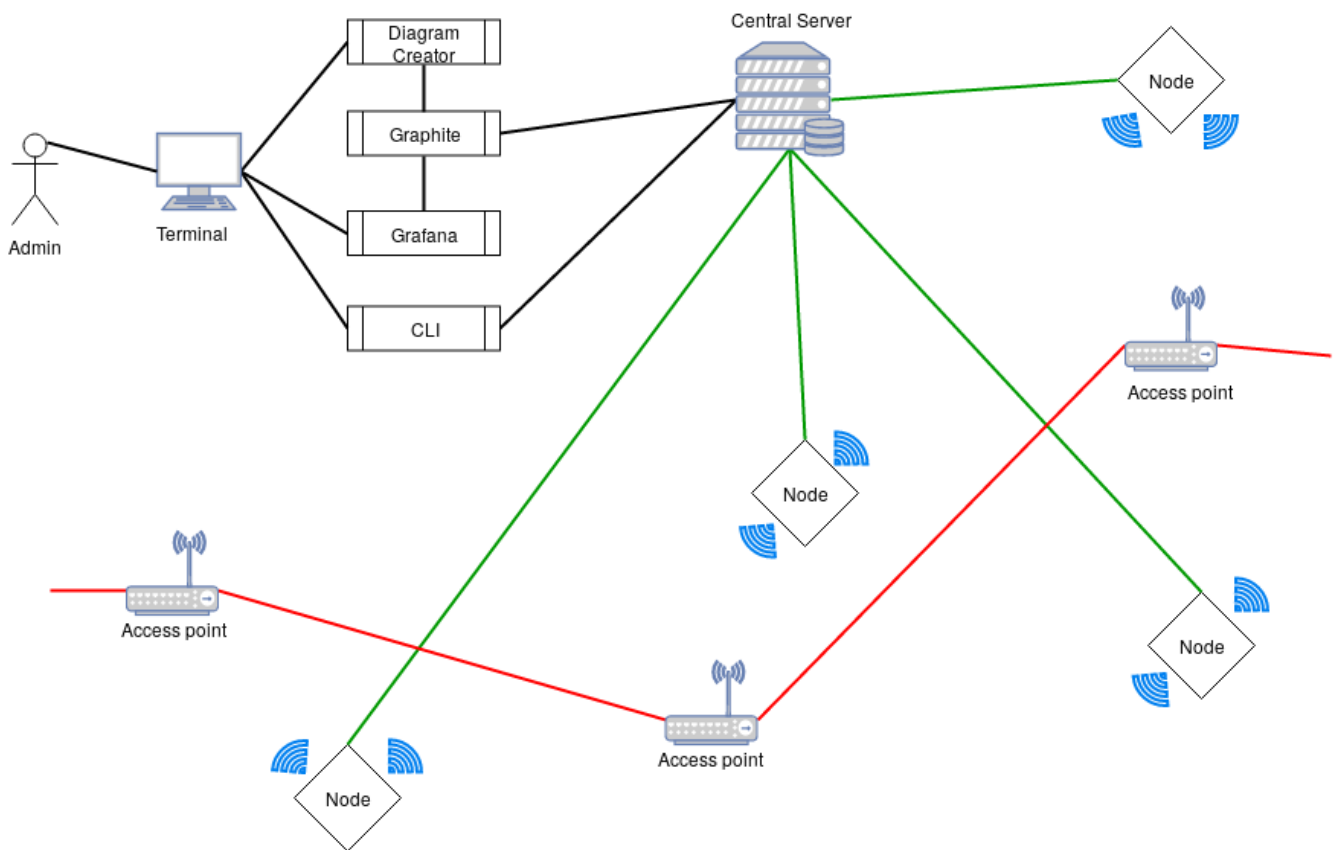 Central Server
Diagram
Creator
Node
Graphite
Admin
Terminal
Grafana
CLI
Access point
Node
Access point
Node
Access point
Node